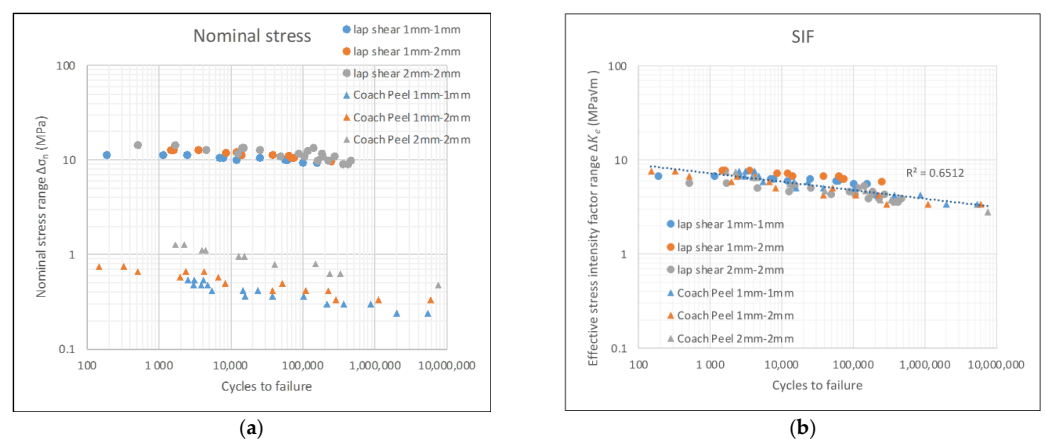 Nominal stress
lap shear 1mm-1mm
lap shear 1mm-2mm
lap shear 2mm-2mm
Coach Peel 1mm-1mm
Coach Peel 1mm-2mm
Coach Peel 2mm-2mm
Nominal stress range Δσn (MPa)
100
10
1
0.1
100
1 000
10,000
100,000
1,000,000
10,000,000
Cycles to failure
(a)
SIF
Effective stress intensity factor range ΔKe (MPa√m )
100
10
1
0.1
R² = 0.6512
lap shear 1mm-1mm
lap shear 1mm-2mm
lap shear 2mm-2mm
Coach Peel 1mm-1mm
Coach Peel 1mm-2mm
Coach Peel 2mm-2mm
100
1 000
10,000
100,000
1,000,000
10,000,000
Cycles to failure
(b)